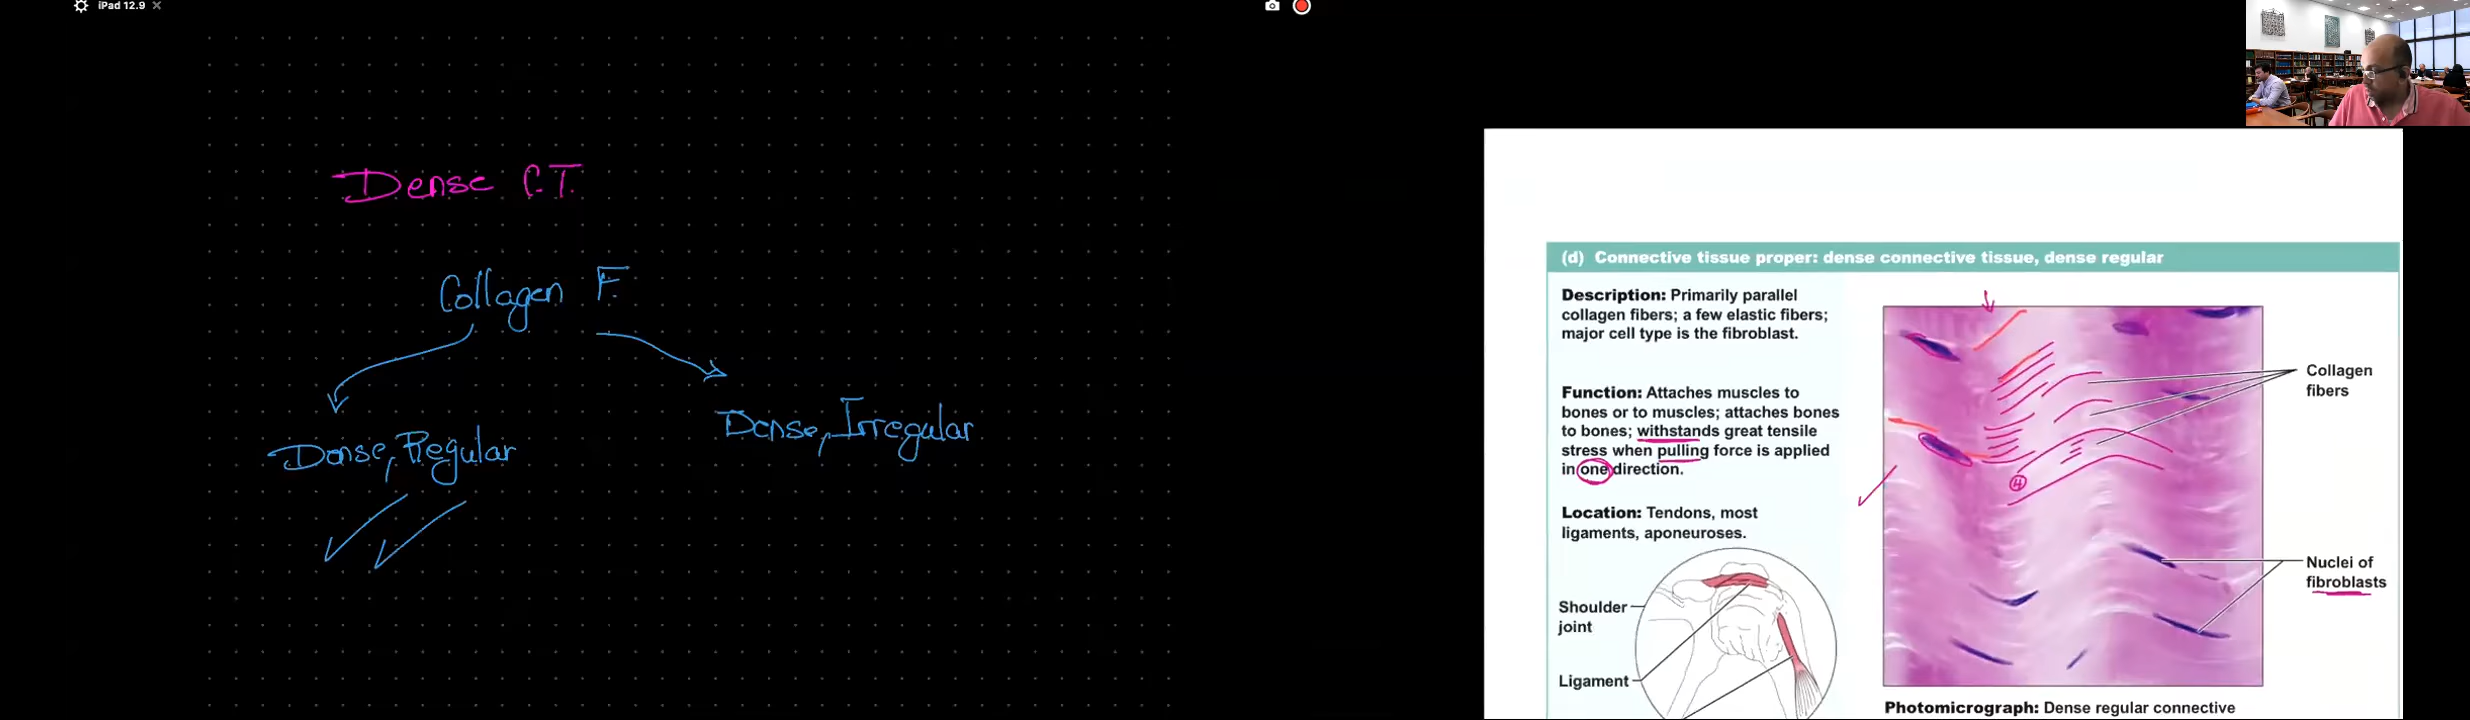 iPad 12.9
Dense C.T.
Collagen F.
Dense, Regular
Dense, Irregular
(d) Connective tissue proper: dense connective tissue, dense regular
Description: Primarily parallel
collagen fibers; a few elastic fibers;
major cell type is the fibroblast.
Function: Attaches muscles to
bones or to muscles; attaches bones
to bones; withstands great tensile
stress when pulling force is applied
in one direction.
Location: Tendons, most
ligaments, aponeuroses.
Shoulder
joint
Ligament
Collagen
fibers
4
Nuclei of
fibroblasts
Photomicrograph: Dense regular connective